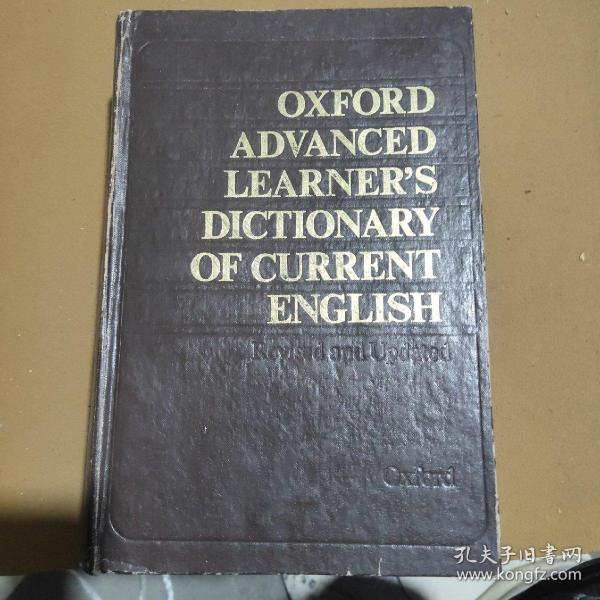 OXFORD
ADVANCED
LEARNER'S
DICTIONARY
OF CURRENT
ENGLISH
Revised and Updated
Oxford
孔夫子旧書网
www.kongfz.com